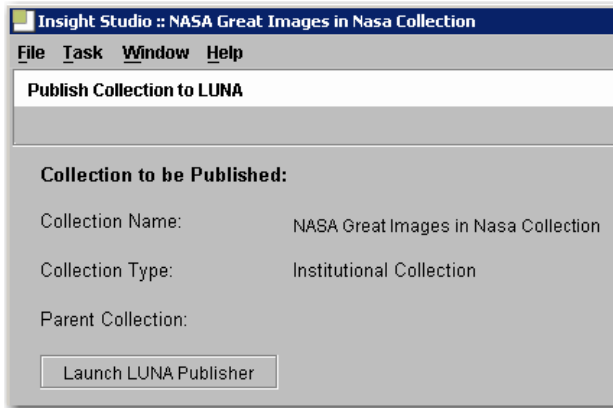 Insight Studio :: NASA Great Images in Nasa Collection
File Task Window Help
Publish Collection to LUNA
Collection to be Published:
Collection Name: NASA Great Images in Nasa Collection
Collection Type: Institutional Collection
Parent Collection:
Launch LUNA Publisher